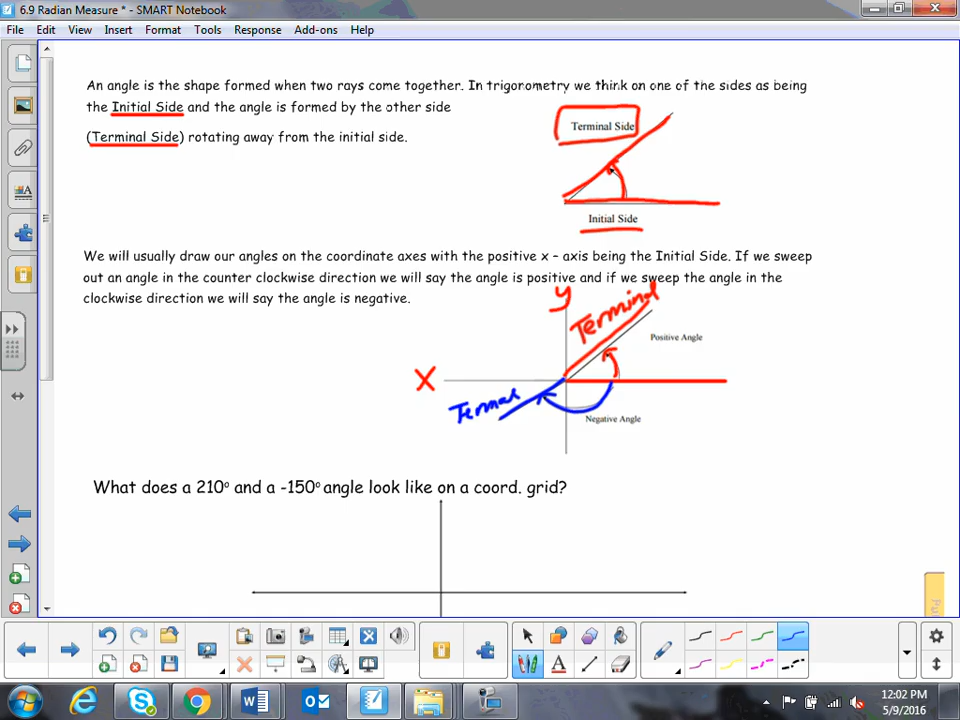 6.9 Radian Measure * - SMART Notebook
File Edit View Insert Format Tools Response Add-ons Help
An angle is the shape formed when two rays come together. In trigorometry we think on one of the sides as being
the Initial Side and the angle is formed by the other side
(Terminal Side) rotating away from the initial side.
Terminal Side
Initial Side
We will usually draw our angles on the coordinate axes with the positive x – axis being the Initial Side. If we sweep
out an angle in the counter clockwise direction we will say the angle is positive and if we sweep the angle in the
clockwise direction we will say the angle is negative.
y
Terminal
Positive Angle
X
Termal
Negative Angle
What does a 210° and a -150° angle look like on a coord. grid?
12:02 PM
5/9/2016